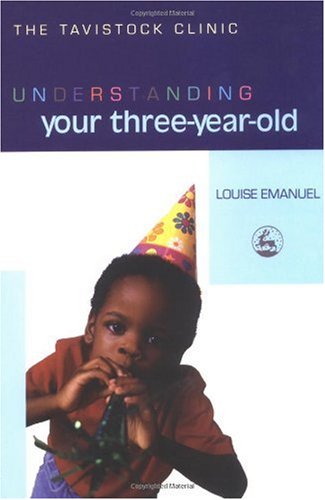 THE TAVISTOCK CLINIC
UNDERSTANDING
your three-year-old
LOUISE EMANUEL